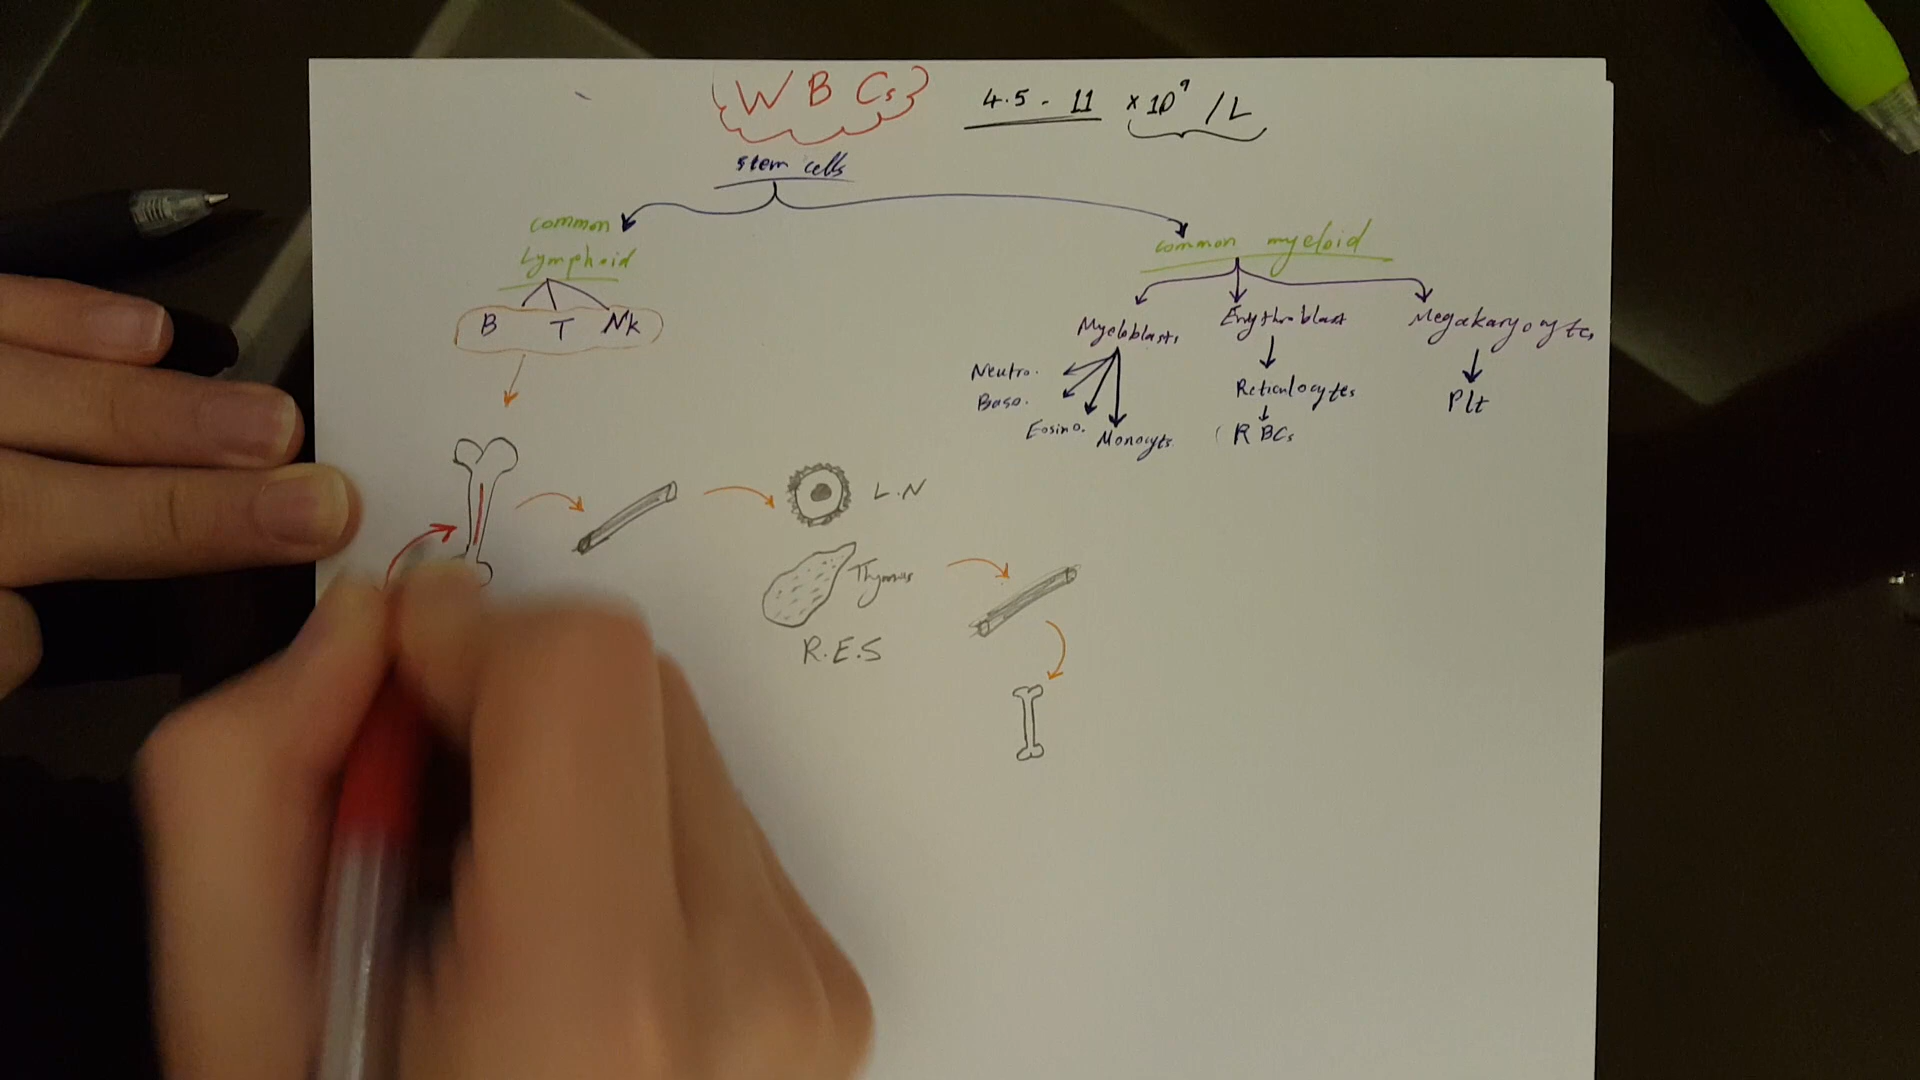 WBCs 4.5 - 11 x10⁹ /L
stem cells
common
Lymphoid
B T NK
common myeloid
Myeloblasts Erythroblast Megakaryocytes
Neutro.
Baso.
Eosino. Monocyts
Reticulocytes
RBCs
Plt
L.N
Thymus
R.E.S